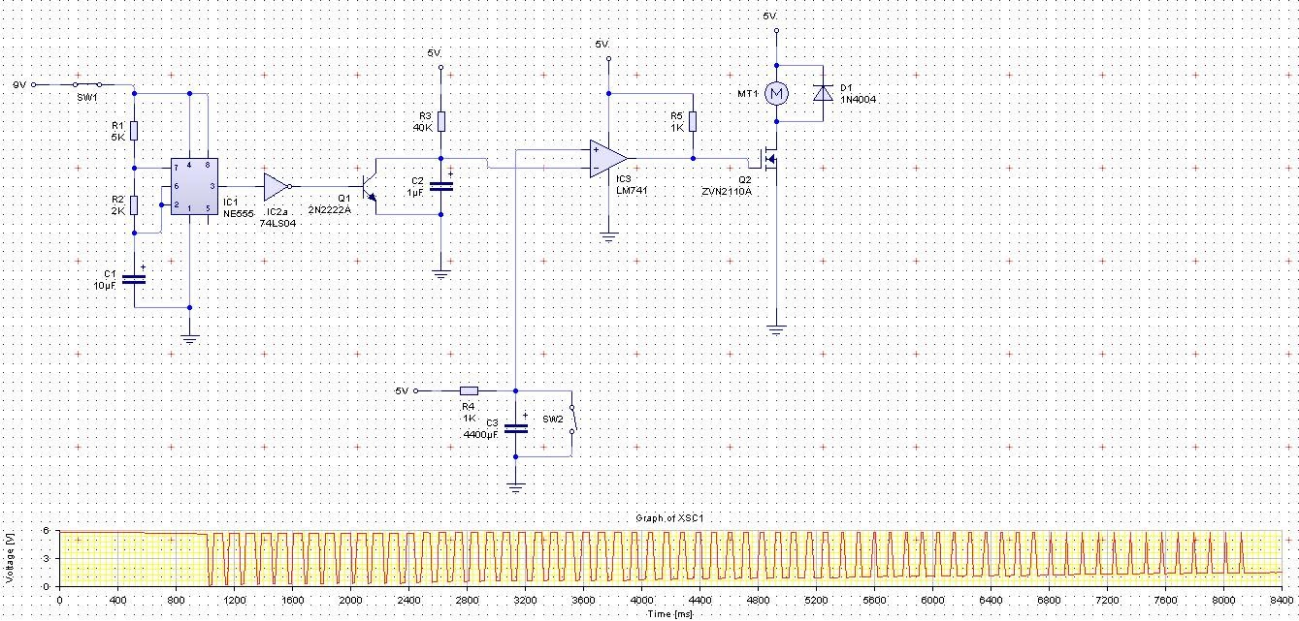 5V
5V
5V
9V
SW1
MT1
M
D1
1N4004
R1
5K
R3
40K
R5
1K
7
4
8
6
3
2
1
5
R2
2K
IC1
NE555
IC2a
74LS04
Q1
2N2222A
C2
1µF
+
+
−
IC3
LM741
Q2
ZVN2110A
C1
10µF
+
5V
R4
1K
C3
4400µF
+
SW2
Graph of XSC1
Voltage [V]
6
3
0
0 400 800 1200 1600 2000 2400 2800 3200 3600 4000 4400 4800 5200 5600 6000 6400 6800 7200 7600 8000 8400
Time [ms]